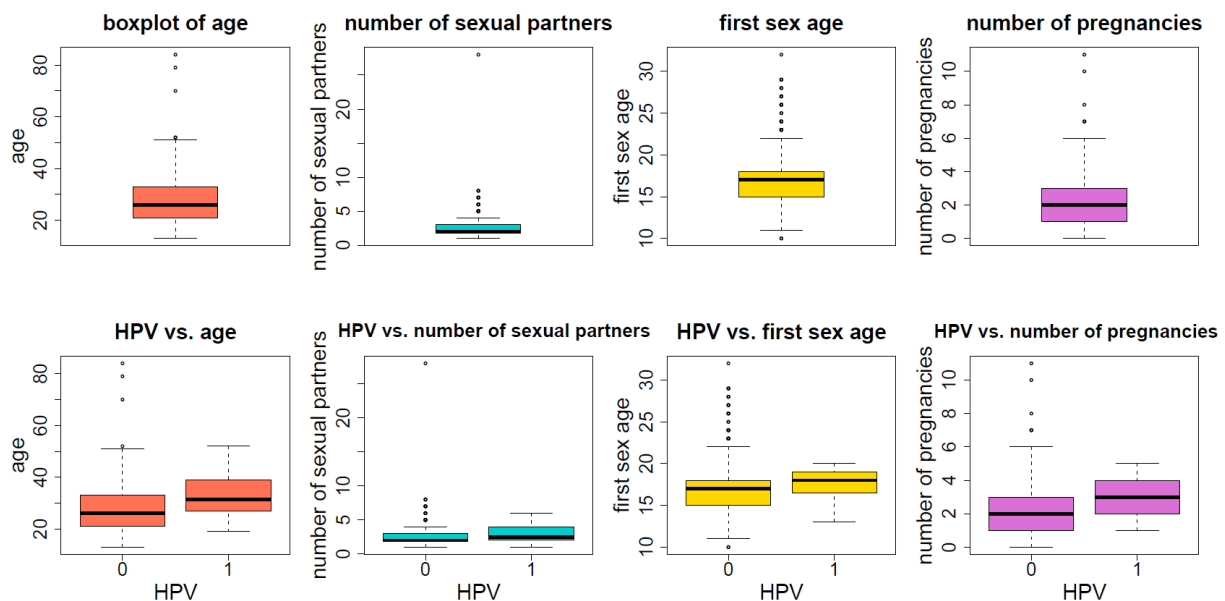 boxplot of age
number of sexual partners
first sex age
number of pregnancies
age
20
40
60
80
number of sexual partners
0
5
10
20
first sex age
10
15
20
25
30
number of pregnancies
0
2
4
6
8
10
HPV vs. age
HPV vs. number of sexual partners
HPV vs. first sex age
HPV vs. number of pregnancies
age
20
40
60
80
0
1
HPV
number of sexual partners
0
5
10
20
0
1
HPV
first sex age
10
15
20
25
30
0
1
HPV
number of pregnancies
0
2
4
6
8
10
0
1
HPV